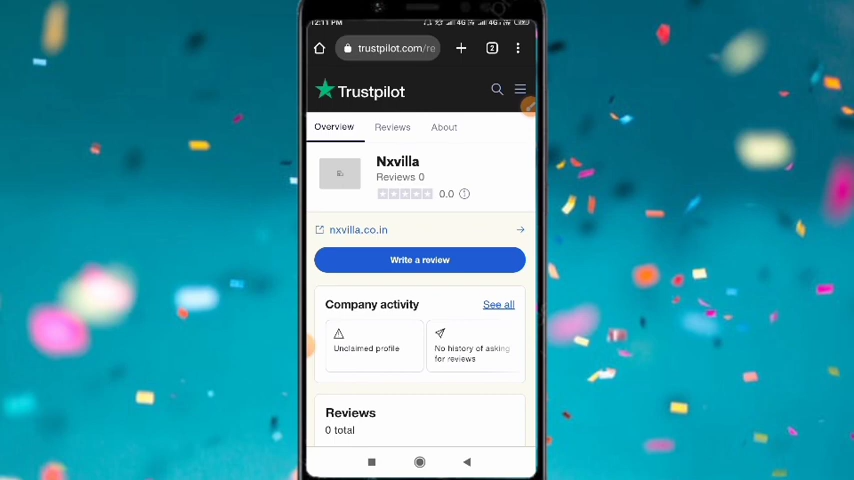 12:11 PM
trustpilot.com/re
2
Trustpilot
Overview
Reviews
About
Nxvilla
Reviews 0
0.0
nxvilla.co.in
Write a review
Company activity
See all
Unclaimed profile
No history of asking
for reviews
Reviews
0 total